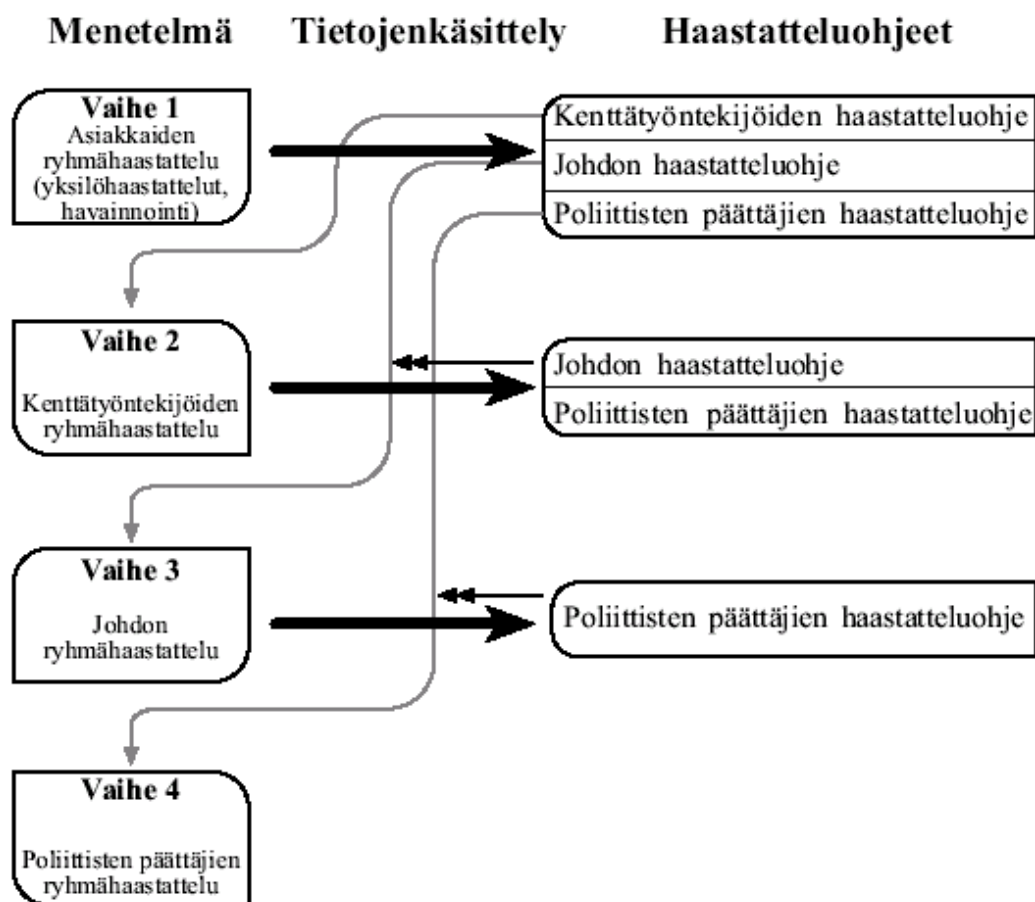 Menetelmä Tietojenkäsittely Haastatteluohjeet
Vaihe 1
Asiakkaiden
ryhmähaastattelu
(yksilöhaastattelut,
havainnointi)
Kenttätyöntekijöiden haastatteluohje
Johdon haastatteluohje
Poliittisten päättäjien haastatteluohje
Vaihe 2
Kenttätyöntekijöiden
ryhmähaastattelu
Johdon haastatteluohje
Poliittisten päättäjien haastatteluohje
Vaihe 3
Johdon
ryhmähaastattelu
Poliittisten päättäjien haastatteluohje
Vaihe 4
Poliittisten päättäjien
ryhmähaastattelu